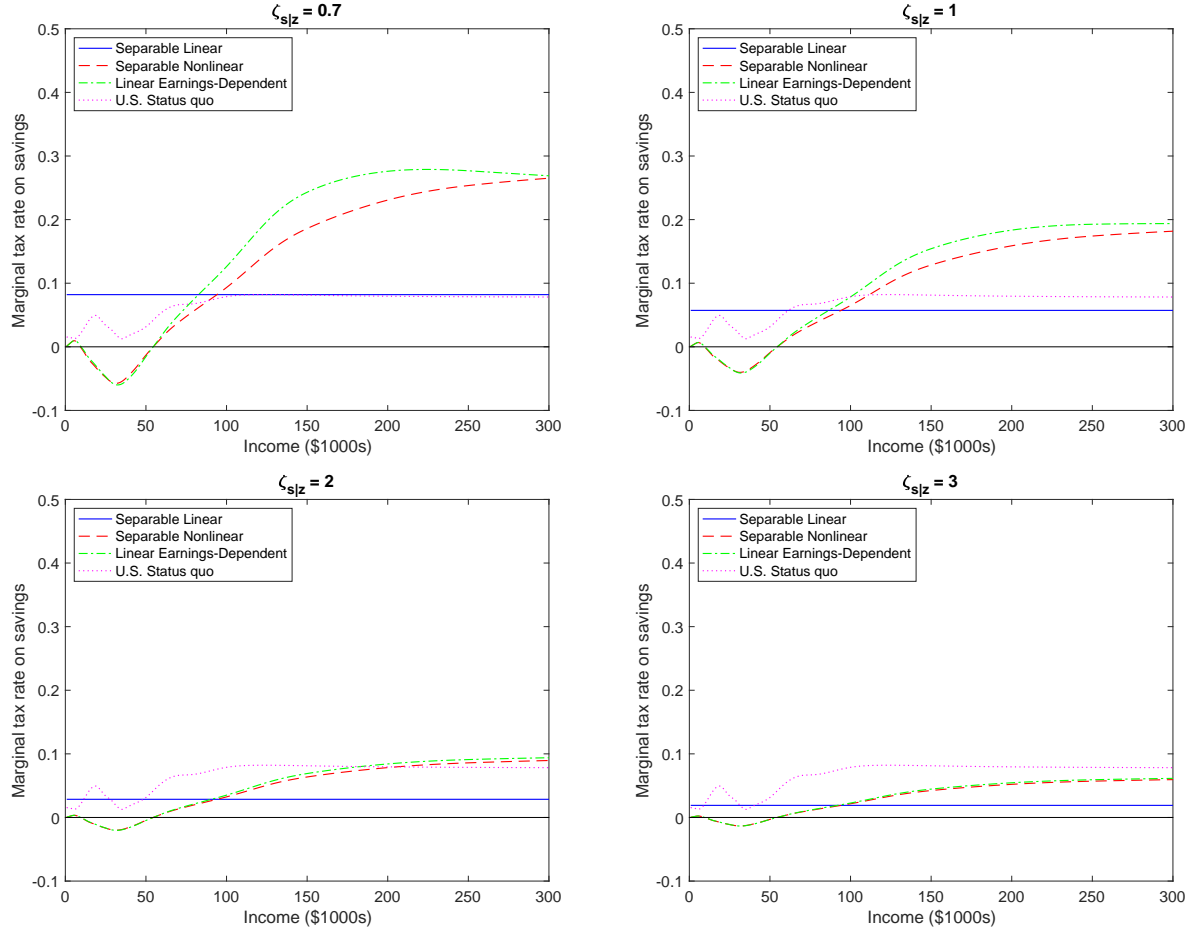 ζs|z = 0.7
Separable Linear
Separable Nonlinear
Linear Earnings-Dependent
U.S. Status quo
Marginal tax rate on savings
0.5
0.4
0.3
0.2
0.1
0
-0.1
0 50 100 150 200 250 300
Income ($1000s)
ζs|z = 1
Separable Linear
Separable Nonlinear
Linear Earnings-Dependent
U.S. Status quo
Marginal tax rate on savings
0.5
0.4
0.3
0.2
0.1
0
-0.1
0 50 100 150 200 250 300
Income ($1000s)
ζs|z = 2
Separable Linear
Separable Nonlinear
Linear Earnings-Dependent
U.S. Status quo
Marginal tax rate on savings
0.5
0.4
0.3
0.2
0.1
0
-0.1
0 50 100 150 200 250 300
Income ($1000s)
ζs|z = 3
Separable Linear
Separable Nonlinear
Linear Earnings-Dependent
U.S. Status quo
Marginal tax rate on savings
0.5
0.4
0.3
0.2
0.1
0
-0.1
0 50 100 150 200 250 300
Income ($1000s)